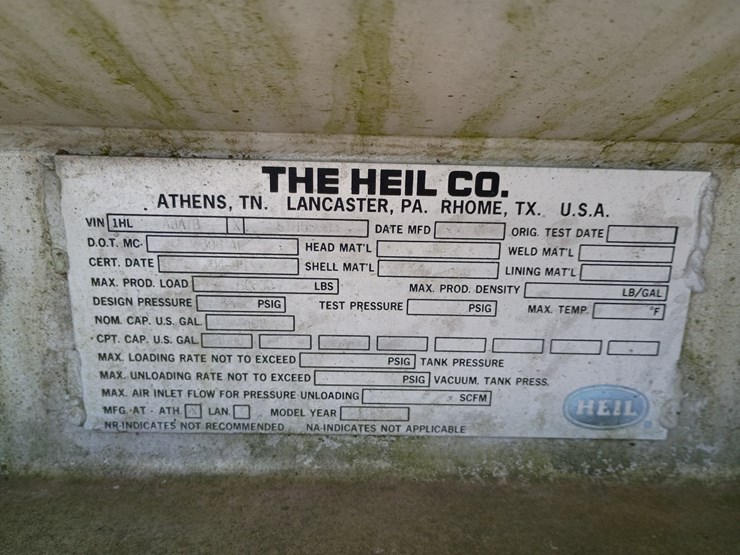 THE HEIL CO.
ATHENS, TN. LANCASTER, PA. RHOME, TX. U.S.A.
VIN 1HL DATE MFD ORIG. TEST DATE
D.O.T. MC- HEAD MAT'L WELD MAT'L
CERT. DATE SHELL MAT'L LINING MAT'L
MAX. PROD. LOAD LBS MAX. PROD. DENSITY LB/GAL
DESIGN PRESSURE PSIG TEST PRESSURE PSIG MAX. TEMP. °F
NOM. CAP. U.S. GAL.
CPT. CAP. U.S. GAL.
MAX. LOADING RATE NOT TO EXCEED PSIG TANK PRESSURE
MAX. UNLOADING RATE NOT TO EXCEED PSIG VACUUM. TANK PRESS.
MAX. AIR INLET FLOW FOR PRESSURE UNLOADING SCFM
HEIL
MFG. AT - ATH. LAN. MODEL YEAR
NR-INDICATES NOT RECOMMENDED NA-INDICATES NOT APPLICABLE